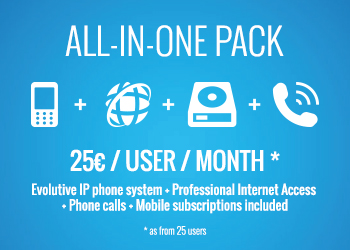 ALL-IN-ONE PACK
+ + +
25€ / USER / MONTH *
Evolutive IP phone system + Professional Internet Access
+ Phone calls + Mobile subscriptions included
* as from 25 users